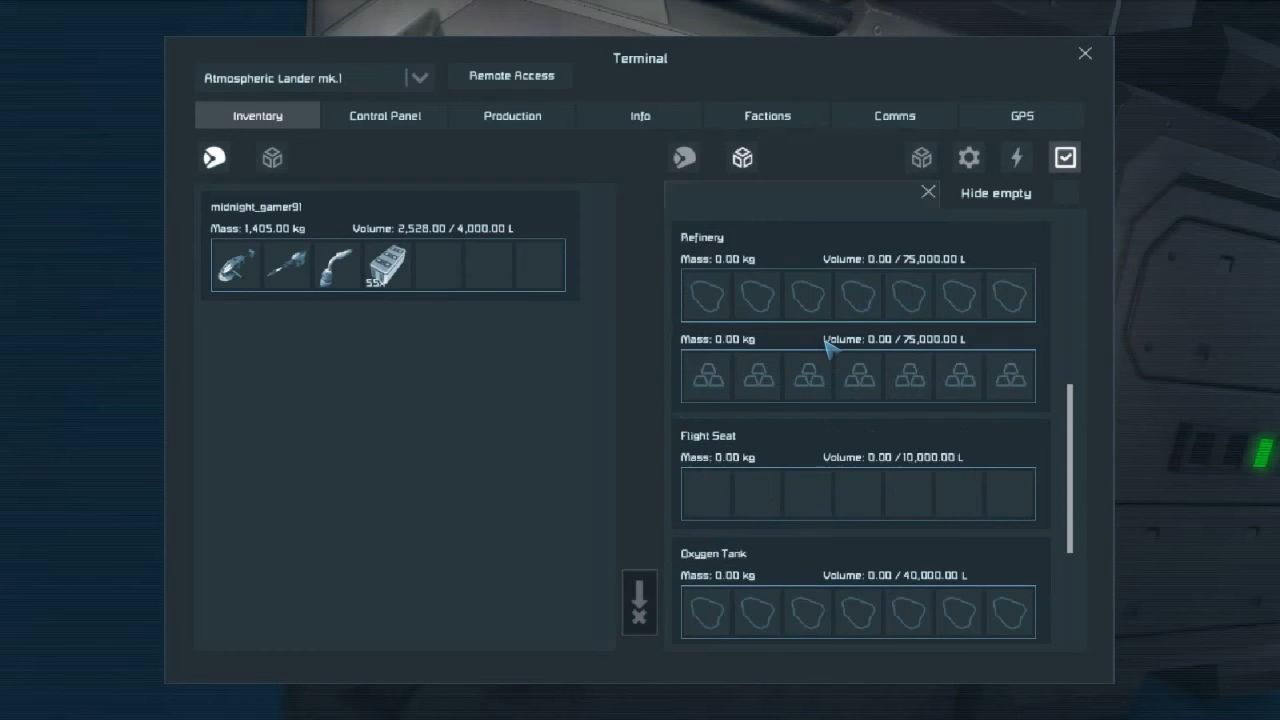 Terminal
Atmospheric Lander mk.1
Remote Access
Inventory
Control Panel
Production
Info
Factions
Comms
GPS
midnight_gamer91
Mass: 1,405.00 kg
Volume: 2,528.00 / 4,000.00 L
55x
Hide empty
Refinery
Mass: 0.00 kg
Volume: 0.00 / 75,000.00 L
Mass: 0.00 kg
Volume: 0.00 / 75,000.00 L
Flight Seat
Mass: 0.00 kg
Volume: 0.00 / 10,000.00 L
Oxygen Tank
Mass: 0.00 kg
Volume: 0.00 / 40,000.00 L